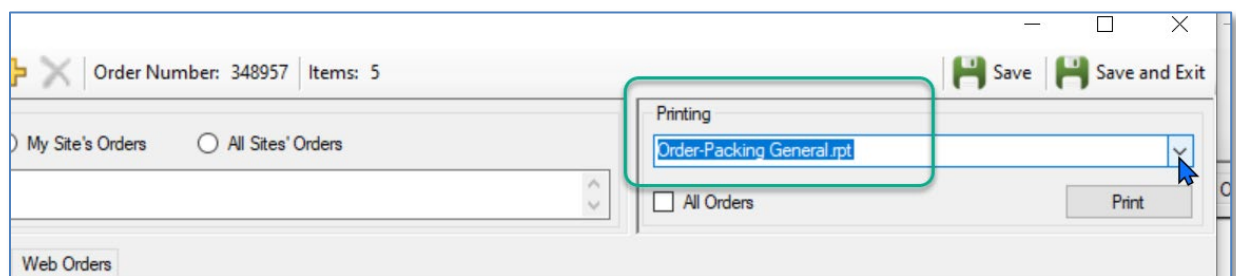 Order Number: 348957 Items: 5 Save Save and Exit
Printing
My Site's Orders All Sites' Orders
Order-Packing General.rpt
All Orders Print
Web Orders